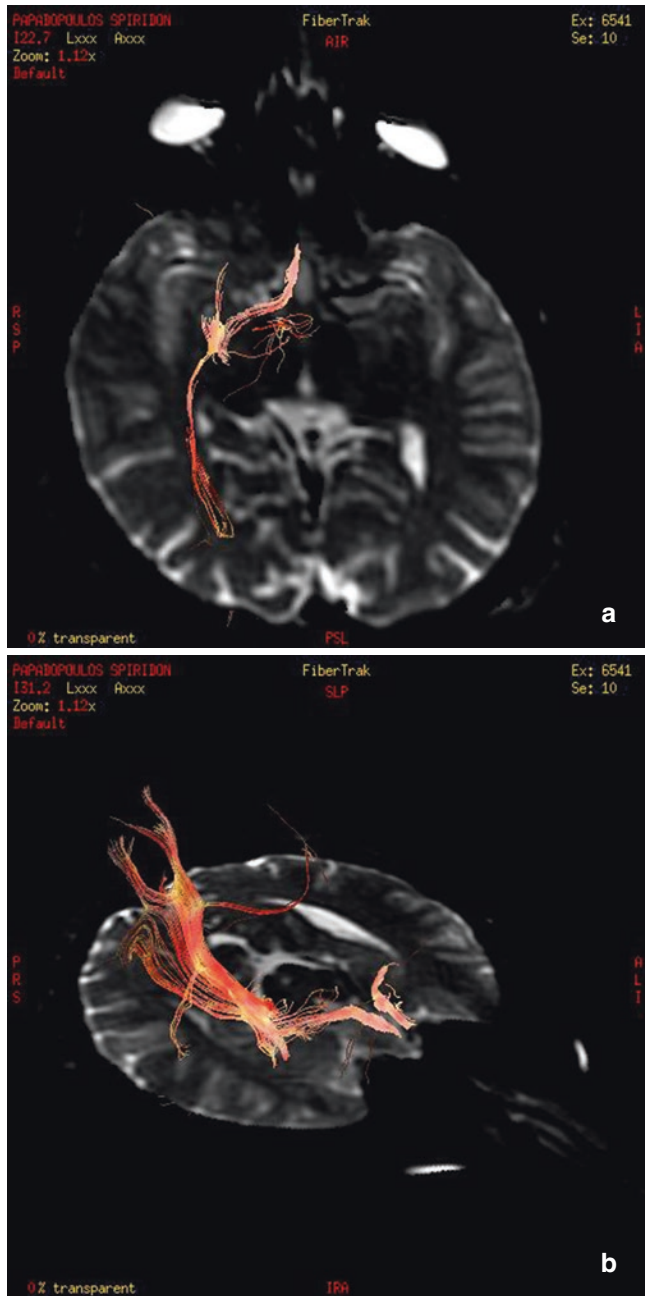 PAPADOPOULOS SPIRIDON FiberTrak Ex: 6541
I22.7 Lxxx Axxx AIR Se: 10
Zoom: 1.12x
Default
R L
S I
P A
0% transparent PSL a
PAPADOPOULOS SPIRIDON FiberTrak Ex: 6541
I31.2 Lxxx Axxx SLP Se: 10
Zoom: 1.12x
Default
P A
R L
S I
0% transparent IRA b